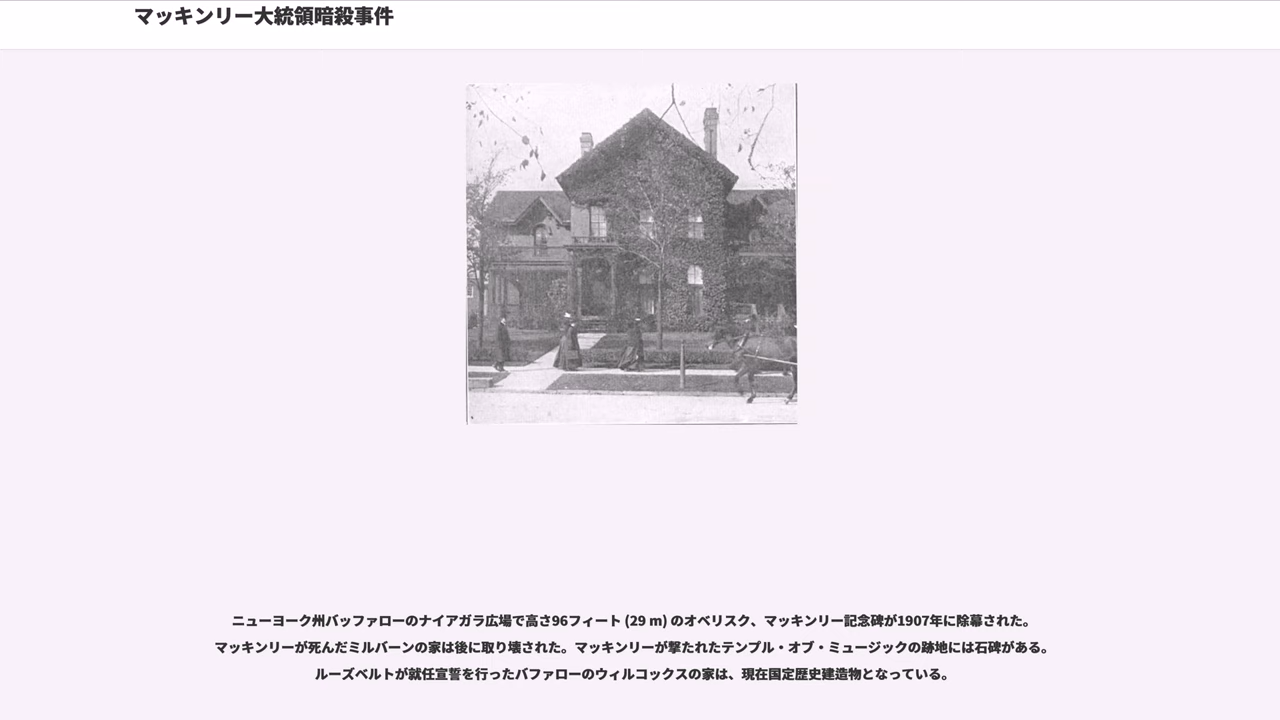 マッキンリー大統領暗殺事件
ニューヨーク州バッファローのナイアガラ広場で高さ96フィート (29 m) のオベリスク、マッキンリー記念碑が1907年に除幕された。
マッキンリーが死んだミルバーンの家は後に取り壊された。マッキンリーが撃たれたテンプル・オブ・ミュージックの跡地には石碑がある。
ルーズベルトが就任宣誓を行ったバファローのウィルコックスの家は、現在国定歴史建造物となっている。